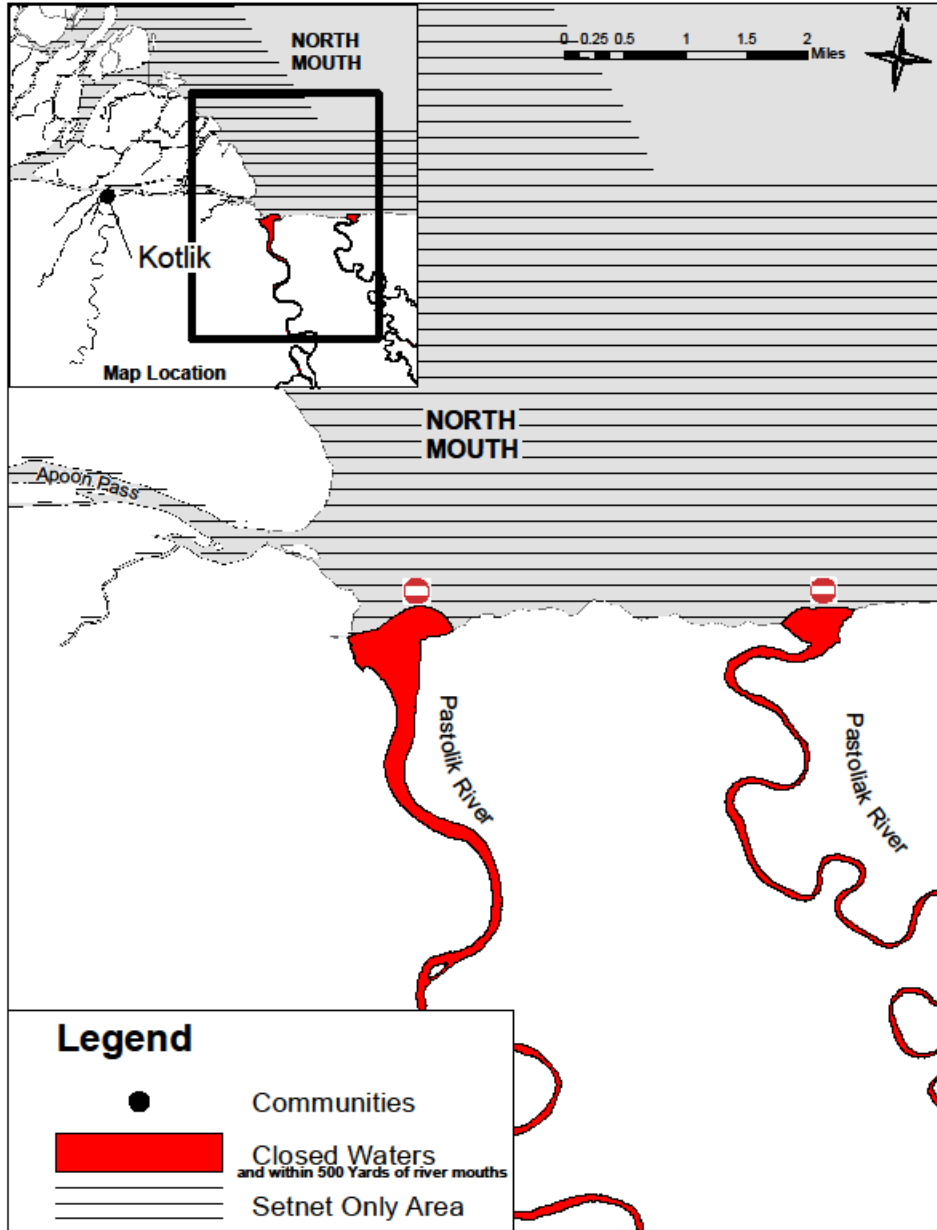 NORTH
MOUTH
Kotlik
Map Location
0 0.25 0.5 1 1.5 2
Miles
N
NORTH
MOUTH
Apoon Pass
Pastolik River
Pastoliak River
Legend
Communities
Closed Waters
and within 500 Yards of river mouths
Setnet Only Area